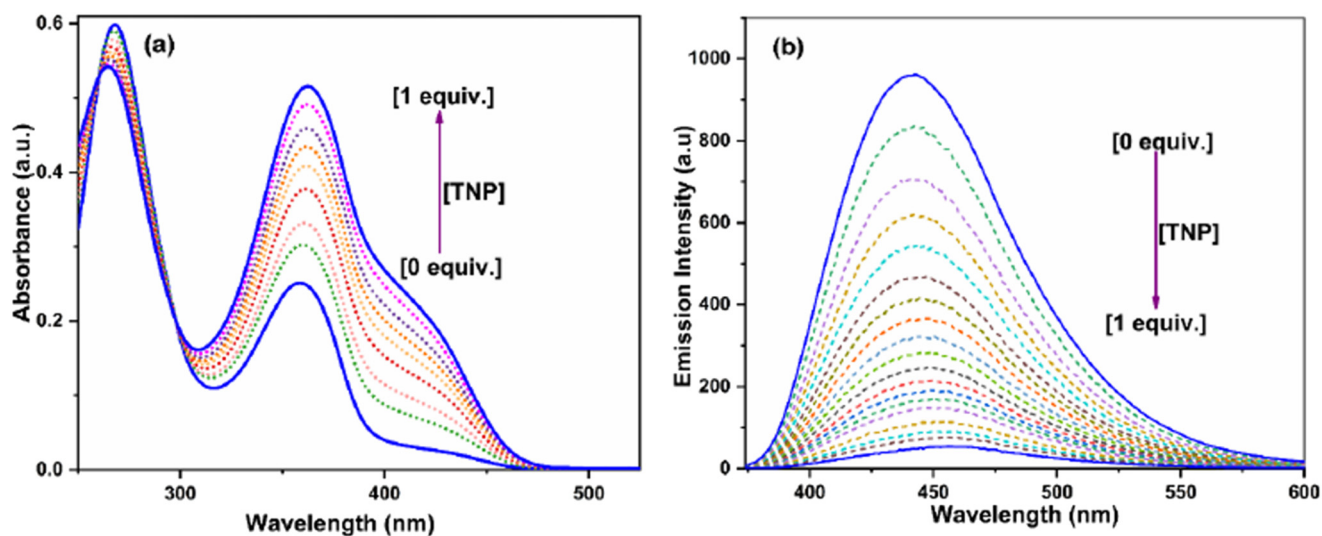 (a)
[1 equiv.]
[TNP]
[0 equiv.]
Absorbance (a.u.)
0.6
0.4
0.2
0.0
300 400 500
Wavelength (nm)
(b)
[0 equiv.]
[TNP]
[1 equiv.]
Emission Intensity (a.u)
1000
800
600
400
200
0
400 450 500 550 600
Wavelength (nm)